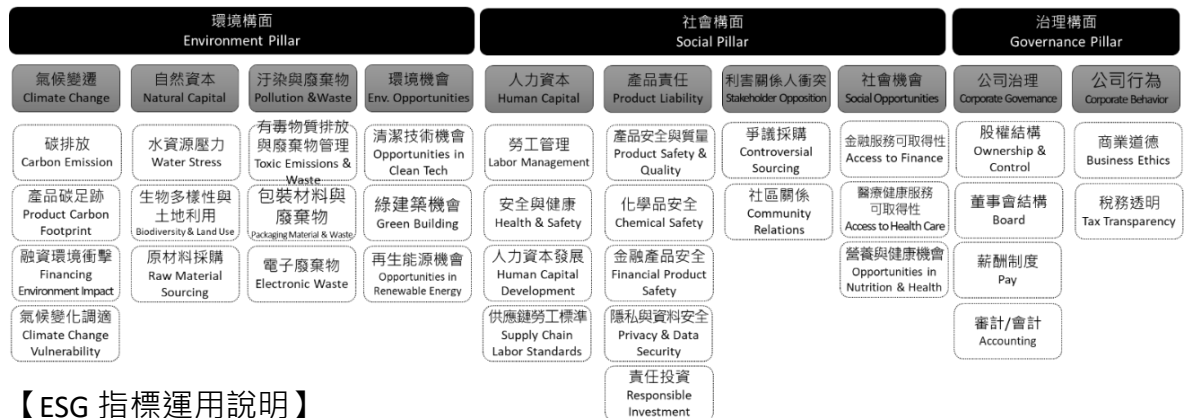 環境構面
Environment Pillar
社會構面
Social Pillar
治理構面
Governance Pillar
氣候變遷
Climate Change
自然資本
Natural Capital
汙染與廢棄物
Pollution &Waste
環境機會
Env. Opportunities
人力資本
Human Capital
產品責任
Product Liability
利害關係人衝突
Stakeholder Opposition
社會機會
Social Opportunities
公司治理
Corporate Governance
公司行為
Corporate Behavior
碳排放
Carbon Emission
產品碳足跡
Product Carbon
Footprint
融資環境衝擊
Financing
Environment Impact
氣候變化調適
Climate Change
Vulnerability
水資源壓力
Water Stress
生物多樣性與
土地利用
Biodiversity & Land Use
原材料採購
Raw Material
Sourcing
有毒物質排放
與廢棄物管理
Toxic Emissions &
Waste
包裝材料與
廢棄物
Packaging Material & Waste
電子廢棄物
Electronic Waste
清潔技術機會
Opportunities in
Clean Tech
綠建築機會
Green Building
再生能源機會
Opportunities in
Renewable Energy
勞工管理
Labor Management
安全與健康
Health & Safety
人力資本發展
Human Capital
Development
供應鏈勞工標準
Supply Chain
Labor Standards
產品安全與質量
Product Safety &
Quality
化學品安全
Chemical Safety
金融產品安全
Financial Product
Safety
隱私與資料安全
Privacy & Data
Security
責任投資
Responsible
Investment
爭議採購
Controversial
Sourcing
社區關係
Community
Relations
金融服務可取得性
Access to Finance
醫療健康服務
可取得性
Access to Health Care
營養與健康機會
Opportunities in
Nutrition & Health
股權結構
Ownership &
Control
董事會結構
Board
薪酬制度
Pay
審計/會計
Accounting
商業道德
Business Ethics
稅務透明
Tax Transparency
【ESG 指標運用說明】